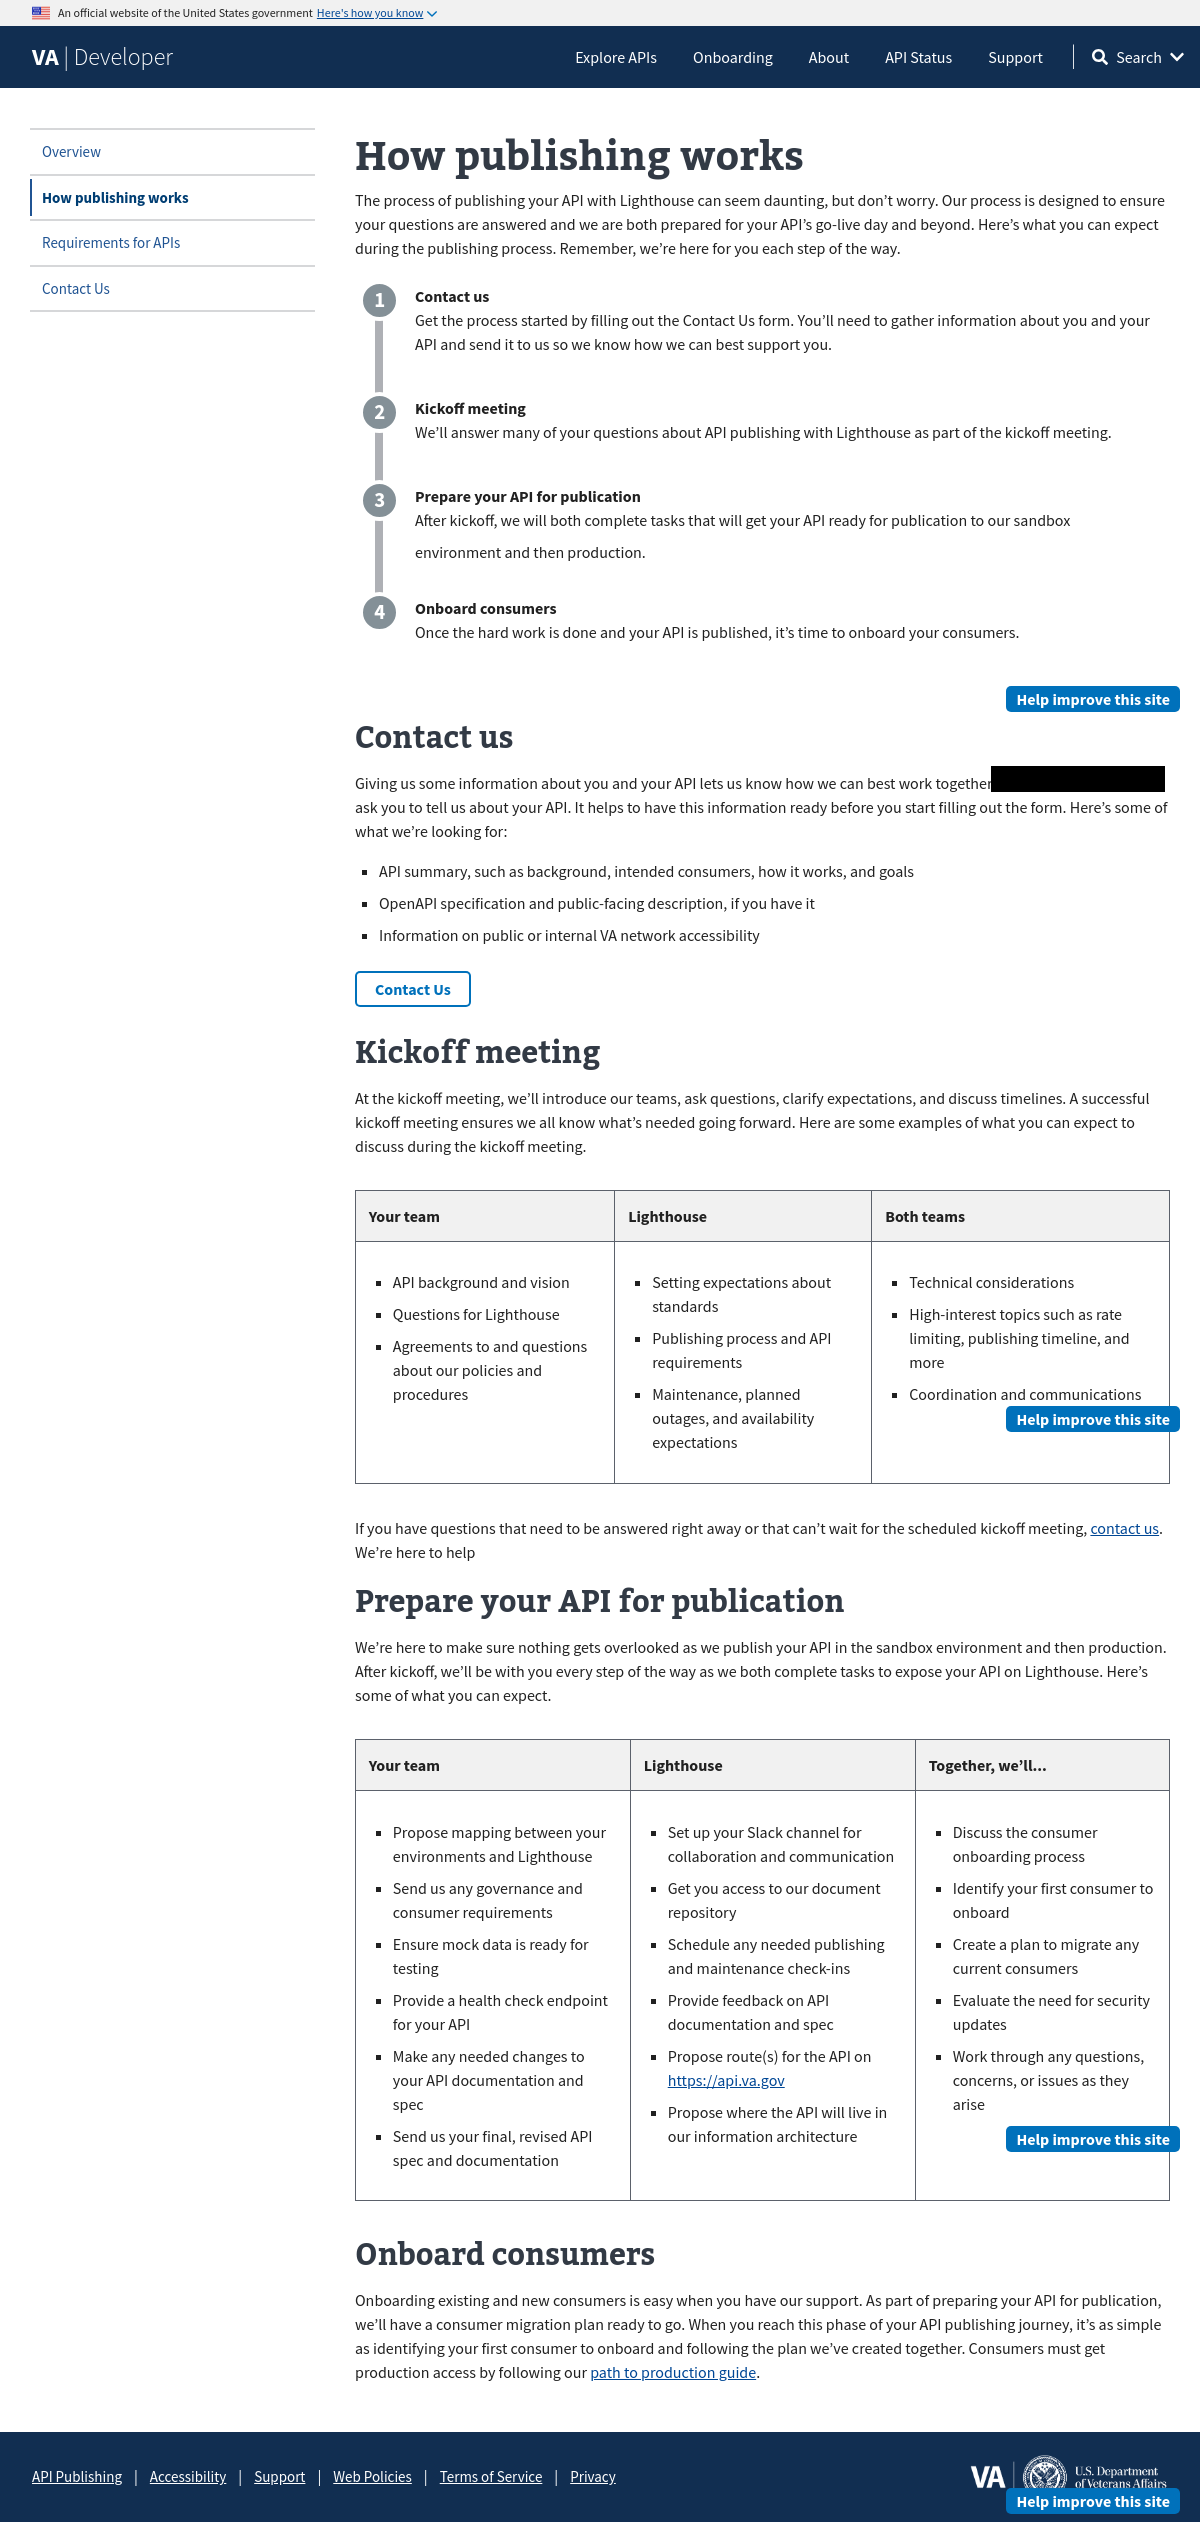 An official website of the United States government Here's how you know
VA | Developer
Explore APIs
Onboarding
About
API Status
Support
Search
Overview
How publishing works
Requirements for APIs
Contact Us
How publishing works
The process of publishing your API with Lighthouse can seem daunting, but don’t worry. Our process is designed to ensure
your questions are answered and we are both prepared for your API’s go-live day and beyond. Here’s what you can expect
during the publishing process. Remember, we’re here for you each step of the way.
1
Contact us
Get the process started by filling out the Contact Us form. You’ll need to gather information about you and your
API and send it to us so we know how we can best support you.
2
Kickoff meeting
We’ll answer many of your questions about API publishing with Lighthouse as part of the kickoff meeting.
3
Prepare your API for publication
After kickoff, we will both complete tasks that will get your API ready for publication to our sandbox
environment and then production.
4
Onboard consumers
Once the hard work is done and your API is published, it’s time to onboard your consumers.
Help improve this site
Contact us
Giving us some information about you and your API lets us know how we can best work together
ask you to tell us about your API. It helps to have this information ready before you start filling out the form. Here’s some of
what we’re looking for:
API summary, such as background, intended consumers, how it works, and goals
OpenAPI specification and public-facing description, if you have it
Information on public or internal VA network accessibility
Contact Us
Kickoff meeting
At the kickoff meeting, we’ll introduce our teams, ask questions, clarify expectations, and discuss timelines. A successful
kickoff meeting ensures we all know what’s needed going forward. Here are some examples of what you can expect to
discuss during the kickoff meeting.
Your team
Lighthouse
Both teams
API background and vision
Questions for Lighthouse
Agreements to and questions
about our policies and
procedures
Setting expectations about
standards
Publishing process and API
requirements
Maintenance, planned
outages, and availability
expectations
Technical considerations
High-interest topics such as rate
limiting, publishing timeline, and
more
Coordination and communications
Help improve this site
If you have questions that need to be answered right away or that can’t wait for the scheduled kickoff meeting, contact us.
We’re here to help
Prepare your API for publication
We’re here to make sure nothing gets overlooked as we publish your API in the sandbox environment and then production.
After kickoff, we’ll be with you every step of the way as we both complete tasks to expose your API on Lighthouse. Here’s
some of what you can expect.
Your team
Lighthouse
Together, we’ll...
Propose mapping between your
environments and Lighthouse
Send us any governance and
consumer requirements
Ensure mock data is ready for
testing
Provide a health check endpoint
for your API
Make any needed changes to
your API documentation and
spec
Send us your final, revised API
spec and documentation
Set up your Slack channel for
collaboration and communication
Get you access to our document
repository
Schedule any needed publishing
and maintenance check-ins
Provide feedback on API
documentation and spec
Propose route(s) for the API on
https://api.va.gov
Propose where the API will live in
our information architecture
Discuss the consumer
onboarding process
Identify your first consumer to
onboard
Create a plan to migrate any
current consumers
Evaluate the need for security
updates
Work through any questions,
concerns, or issues as they
arise
Help improve this site
Onboard consumers
Onboarding existing and new consumers is easy when you have our support. As part of preparing your API for publication,
we’ll have a consumer migration plan ready to go. When you reach this phase of your API publishing journey, it’s as simple
as identifying your first consumer to onboard and following the plan we’ve created together. Consumers must get
production access by following our path to production guide.
API Publishing | Accessibility | Support | Web Policies | Terms of Service | Privacy
VA
U.S. Department
of Veterans Affairs
Help improve this site